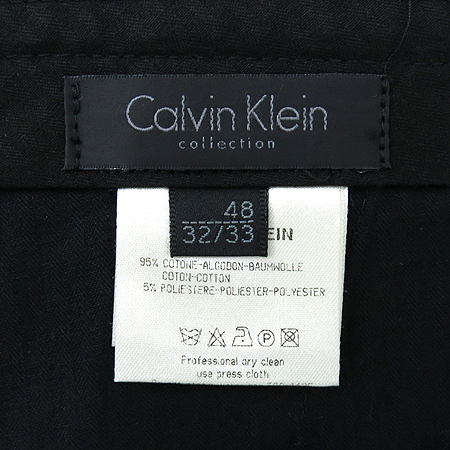 Calvin Klein
collection
48
32/33
EIN
95% COTONE-ALGODON-BAUMWOLLE
COTON-COTTON
5% POLIESTERE-POLIESTER-POLYESTER
Professional dry clean
use press cloth